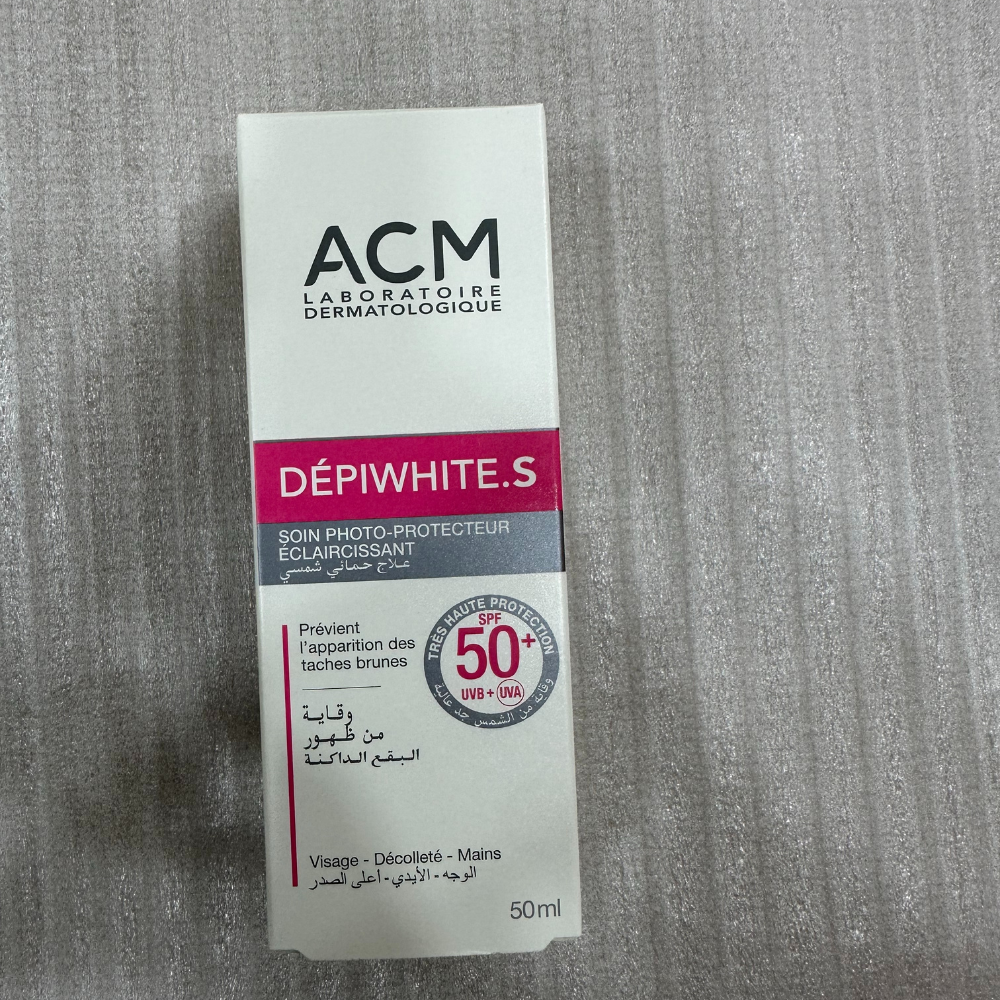 ACM
LABORATOIRE
DERMATOLOGIQUE
DÉPIWHITE.S
SOIN PHOTO-PROTECTEUR
ÉCLAIRCISSANT
علاج حماني شمسي
Prévient
l'apparition des
taches brunes
وقاية
من ظهور
البقع الداكنة
TRÈS HAUTE PROTECTION
SPF
50+
UVB + UVA
وقاية من الشمس جد عالية
Visage - Décolleté - Mains
الوجه - الأيدي - أعلى الصدر
50ml